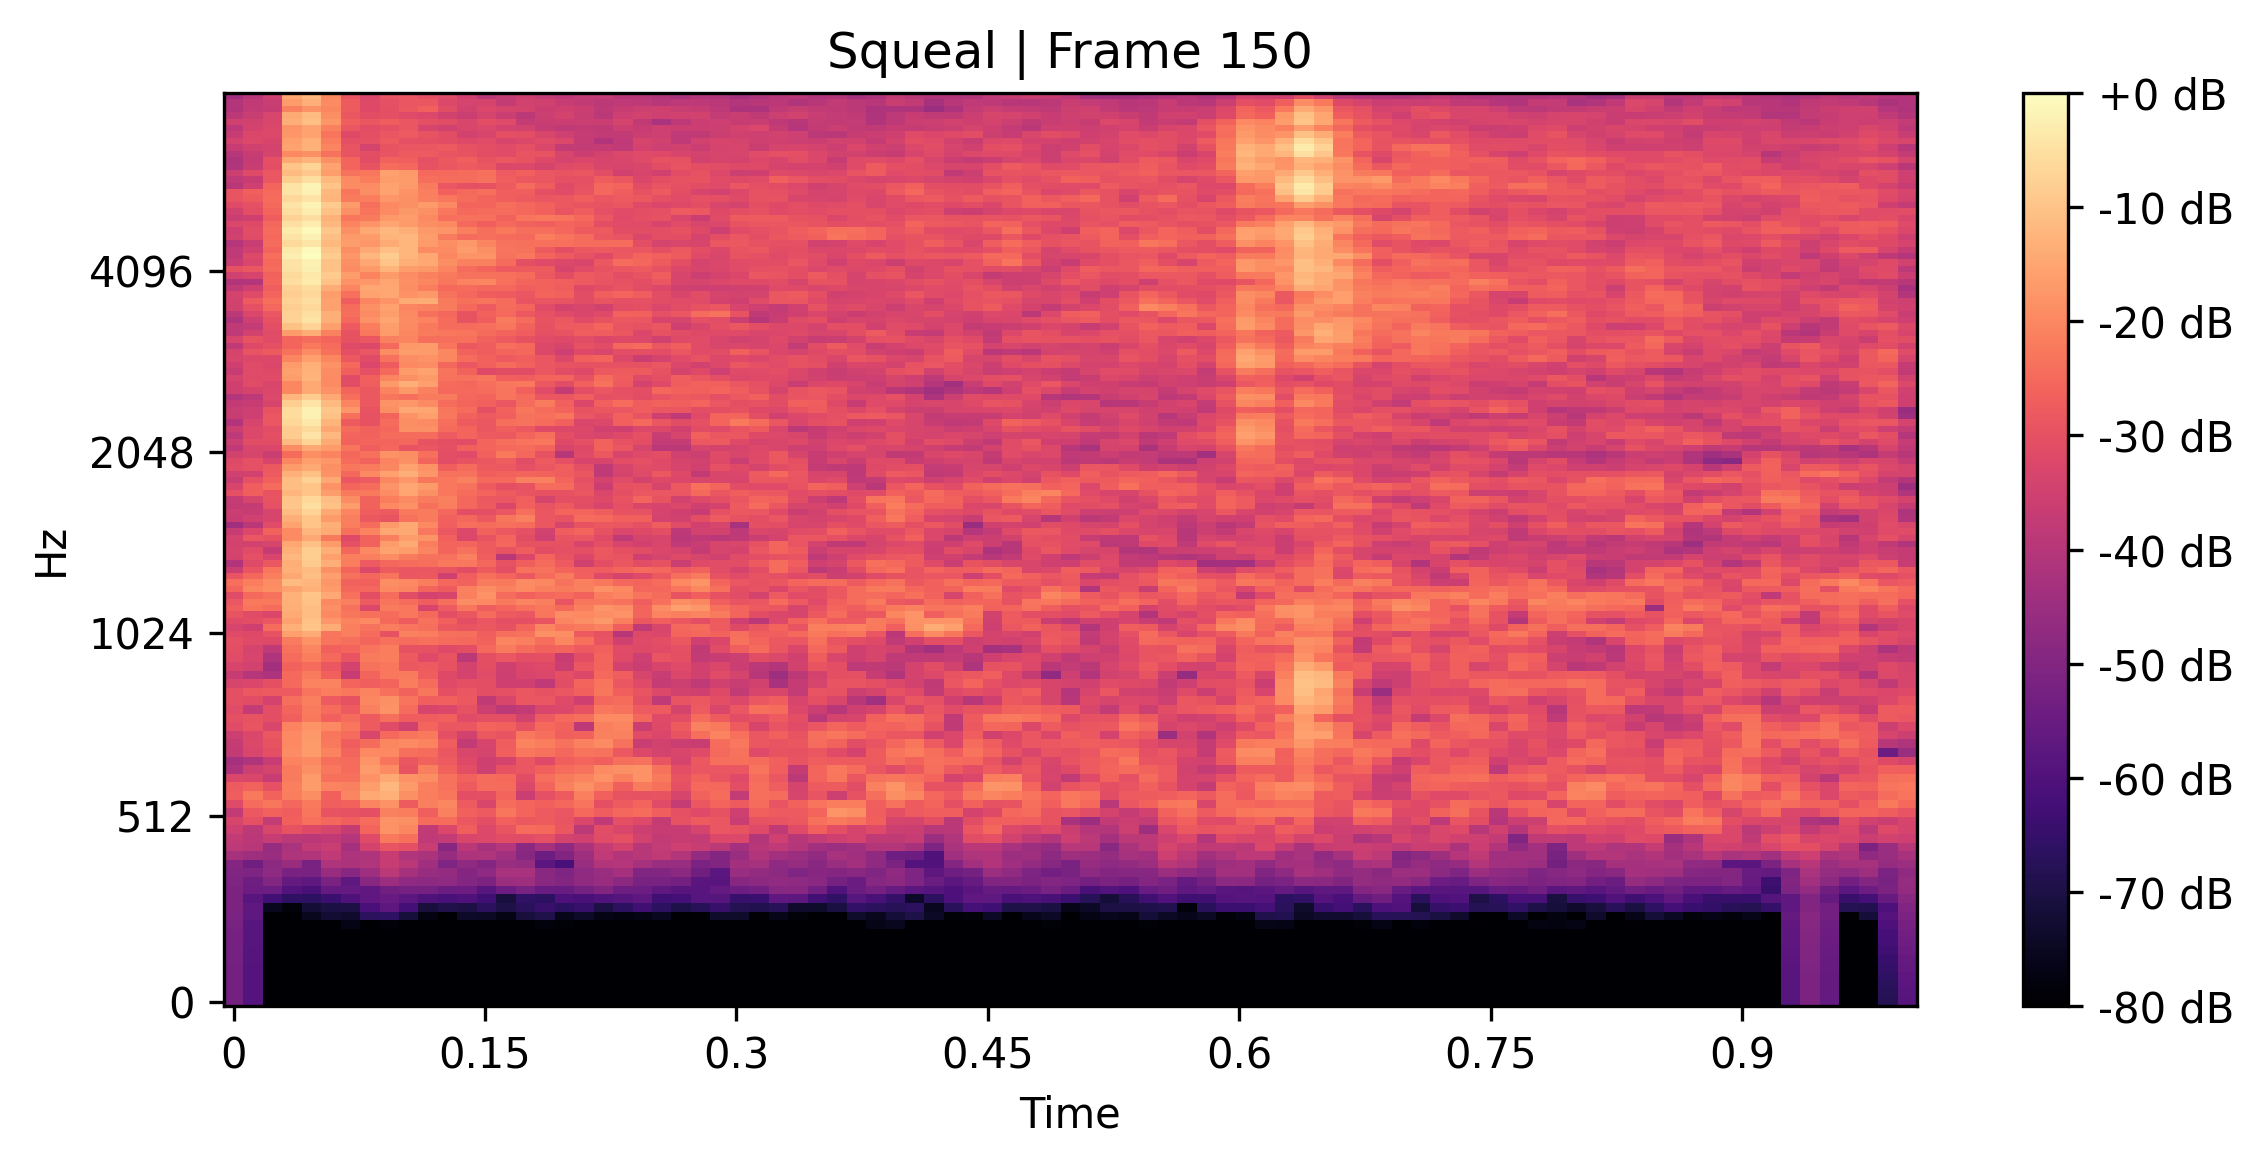 Squeal | Frame 150
Hz
4096
2048
1024
512
0
0 0.15 0.3 0.45 0.6 0.75 0.9
Time
+0 dB
-10 dB
-20 dB
-30 dB
-40 dB
-50 dB
-60 dB
-70 dB
-80 dB